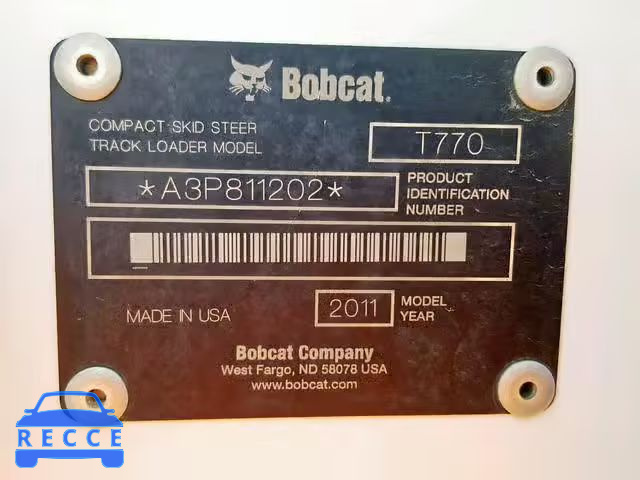 Bobcat.
COMPACT SKID STEER
TRACK LOADER MODEL
T770
*A3P811202*
PRODUCT
IDENTIFICATION
NUMBER
MADE IN USA
2011
MODEL
YEAR
Bobcat Company
West Fargo, ND 58078 USA
www.bobcat.com
RECCE